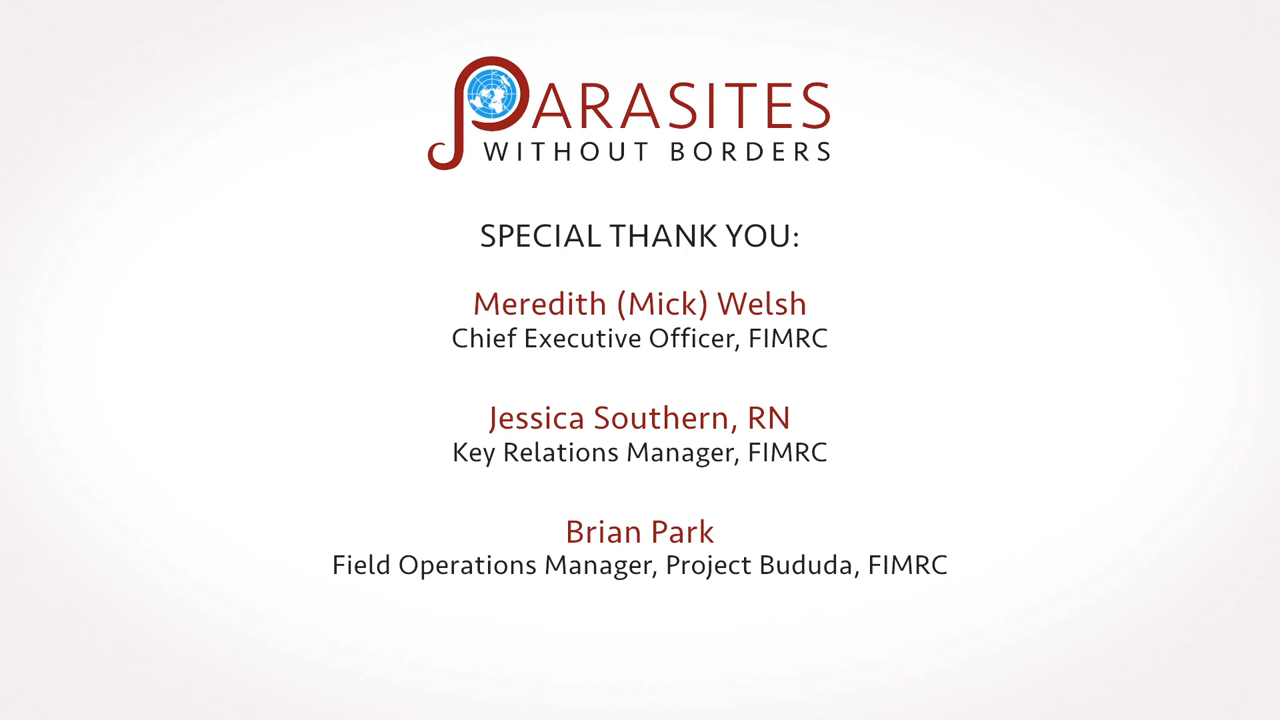 PARASITES
WITHOUT BORDERS
SPECIAL THANK YOU:
Meredith (Mick) Welsh
Chief Executive Officer, FIMRC
Jessica Southern, RN
Key Relations Manager, FIMRC
Brian Park
Field Operations Manager, Project Bududa, FIMRC